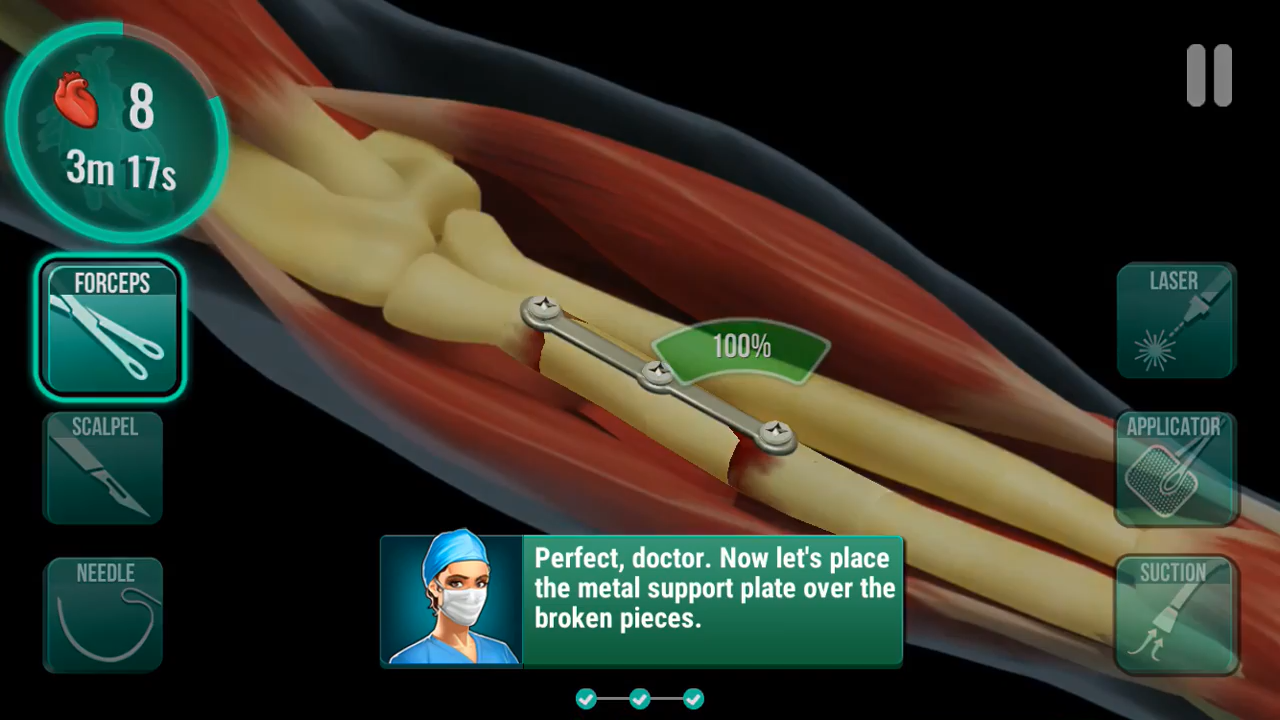 8
3m 17s
FORCEPS
SCALPEL
NEEDLE
100%
LASER
APPLICATOR
SUCTION
Perfect, doctor. Now let's place
the metal support plate over the
broken pieces.